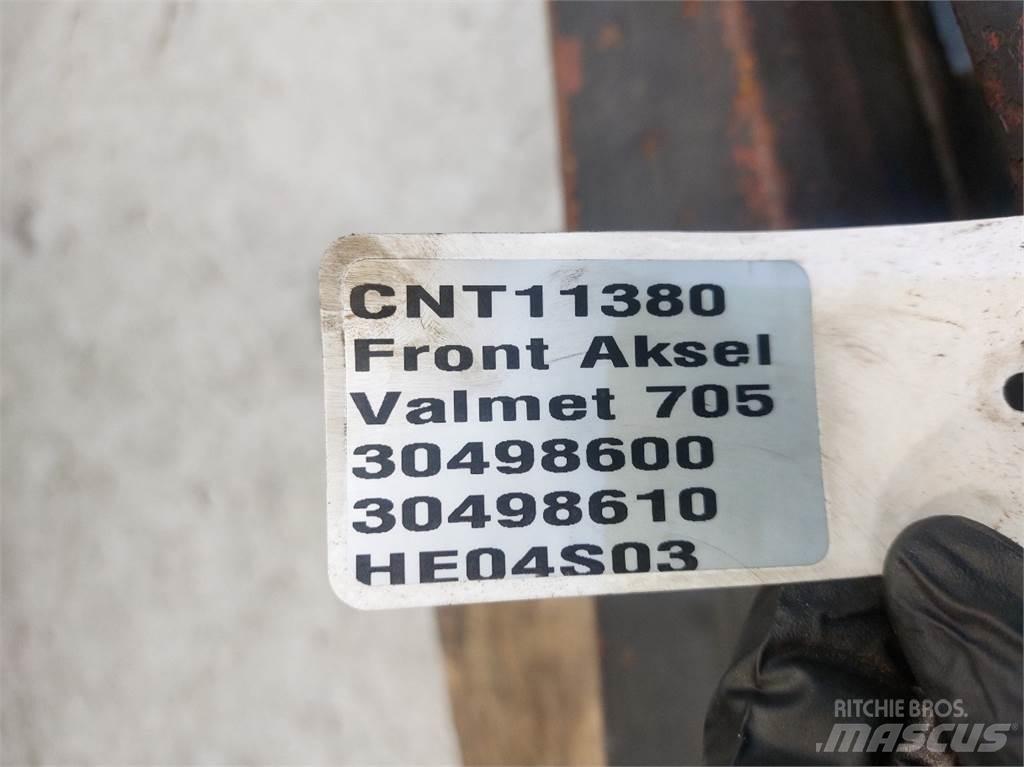 CNT11380
Front Aksel
Valmet 705
30498600
30498610
HE04S03
RITCHIE BROS.
MASCUS